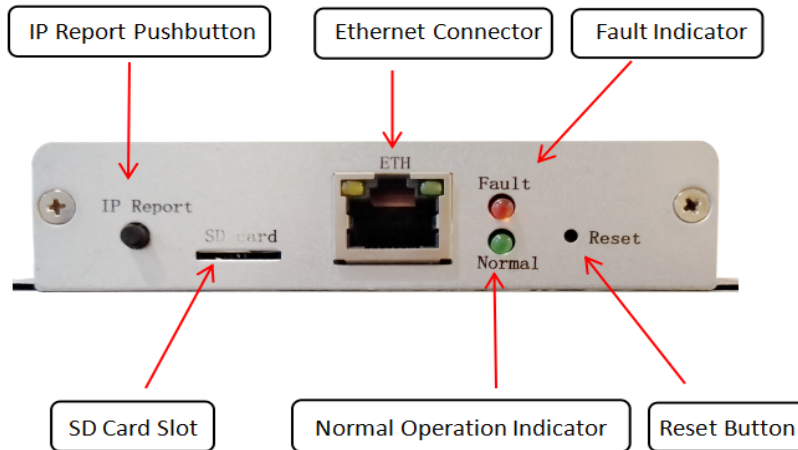 IP Report Pushbutton
Ethernet Connector
Fault Indicator
ETH
Fault
IP Report
SD card
Reset
Normal
SD Card Slot
Normal Operation Indicator
Reset Button